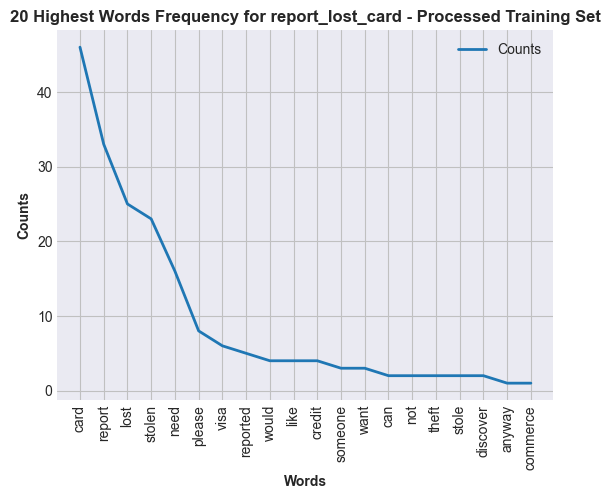 20 Highest Words Frequency for report_lost_card - Processed Training Set
Counts
Counts
40
30
20
10
0
card
report
lost
stolen
need
please
visa
reported
would
like
credit
someone
want
can
not
theft
stole
discover
anyway
commerce
Words